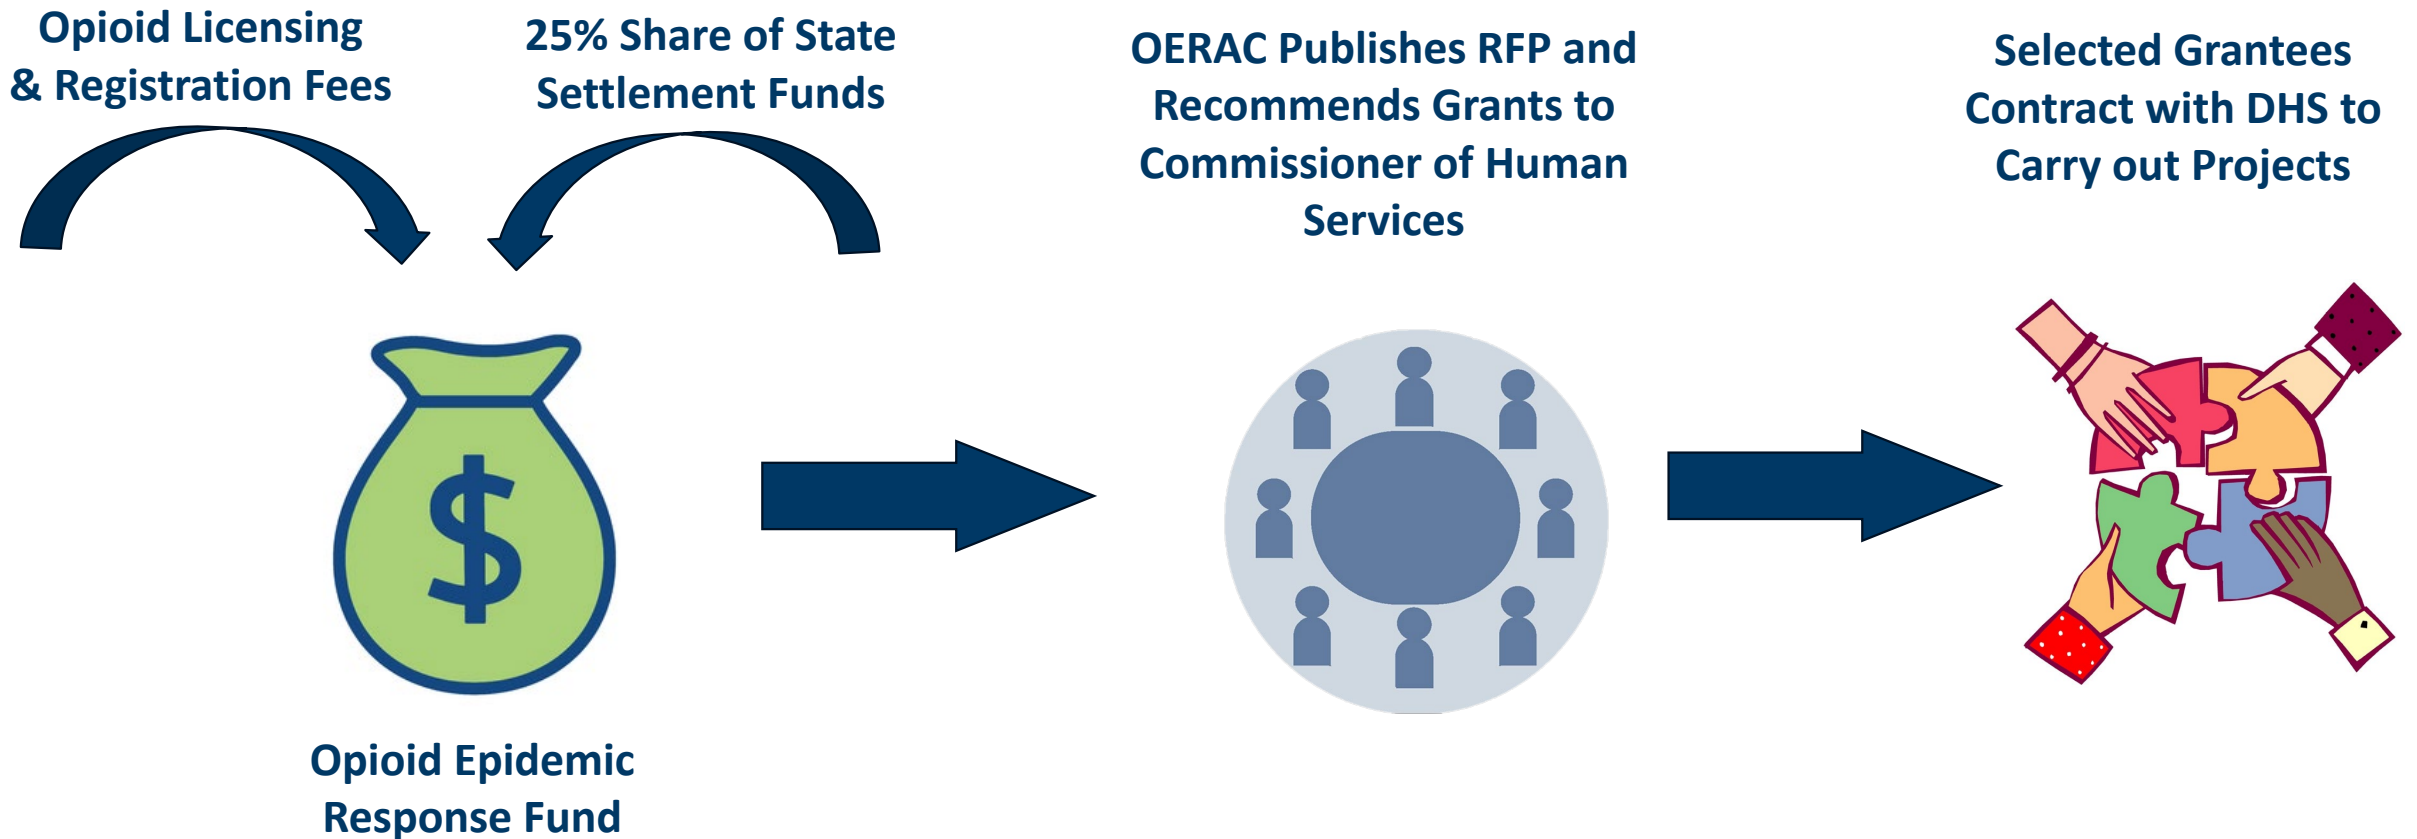 Opioid Licensing
& Registration Fees
25% Share of State
Settlement Funds
OERAC Publishes RFP and
Recommends Grants to
Commissioner of Human
Services
Selected Grantees
Contract with DHS to
Carry out Projects
$
Opioid Epidemic
Response Fund